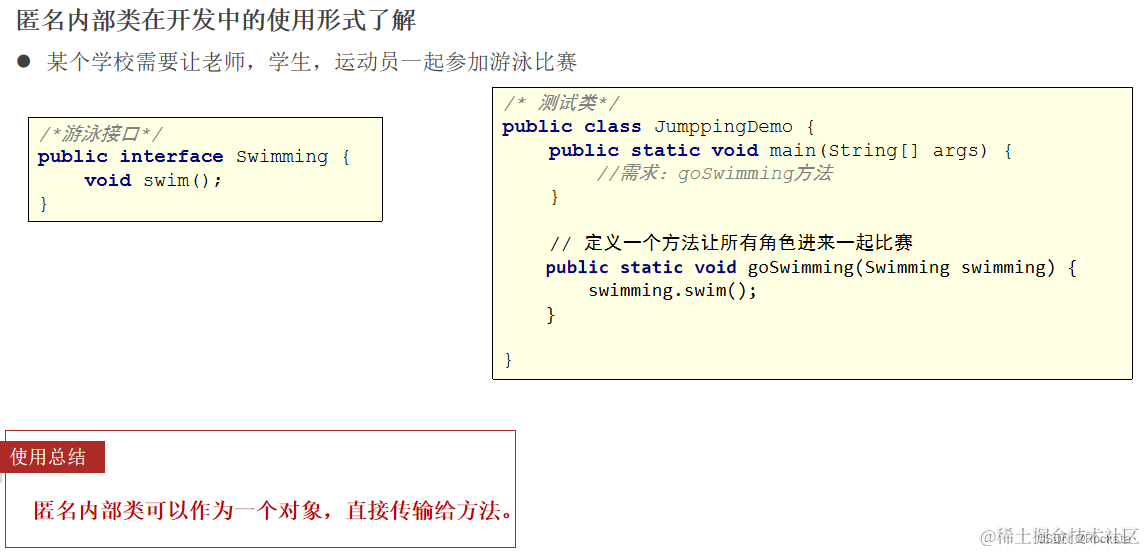 匿名内部类在开发中的使用形式了解
● 某个学校需要让老师，学生，运动员一起参加游泳比赛
/*游泳接口*/
public interface Swimming {
void swim();
}
/* 测试类*/
public class JumppingDemo {
public static void main(String[] args) {
//需求：goSwimming方法
}
// 定义一个方法让所有角色进来一起比赛
public static void goSwimming(Swimming swimming) {
swimming.swim();
}
}
使用总结
匿名内部类可以作为一个对象，直接传输给方法。
@稀土掘金技术社区